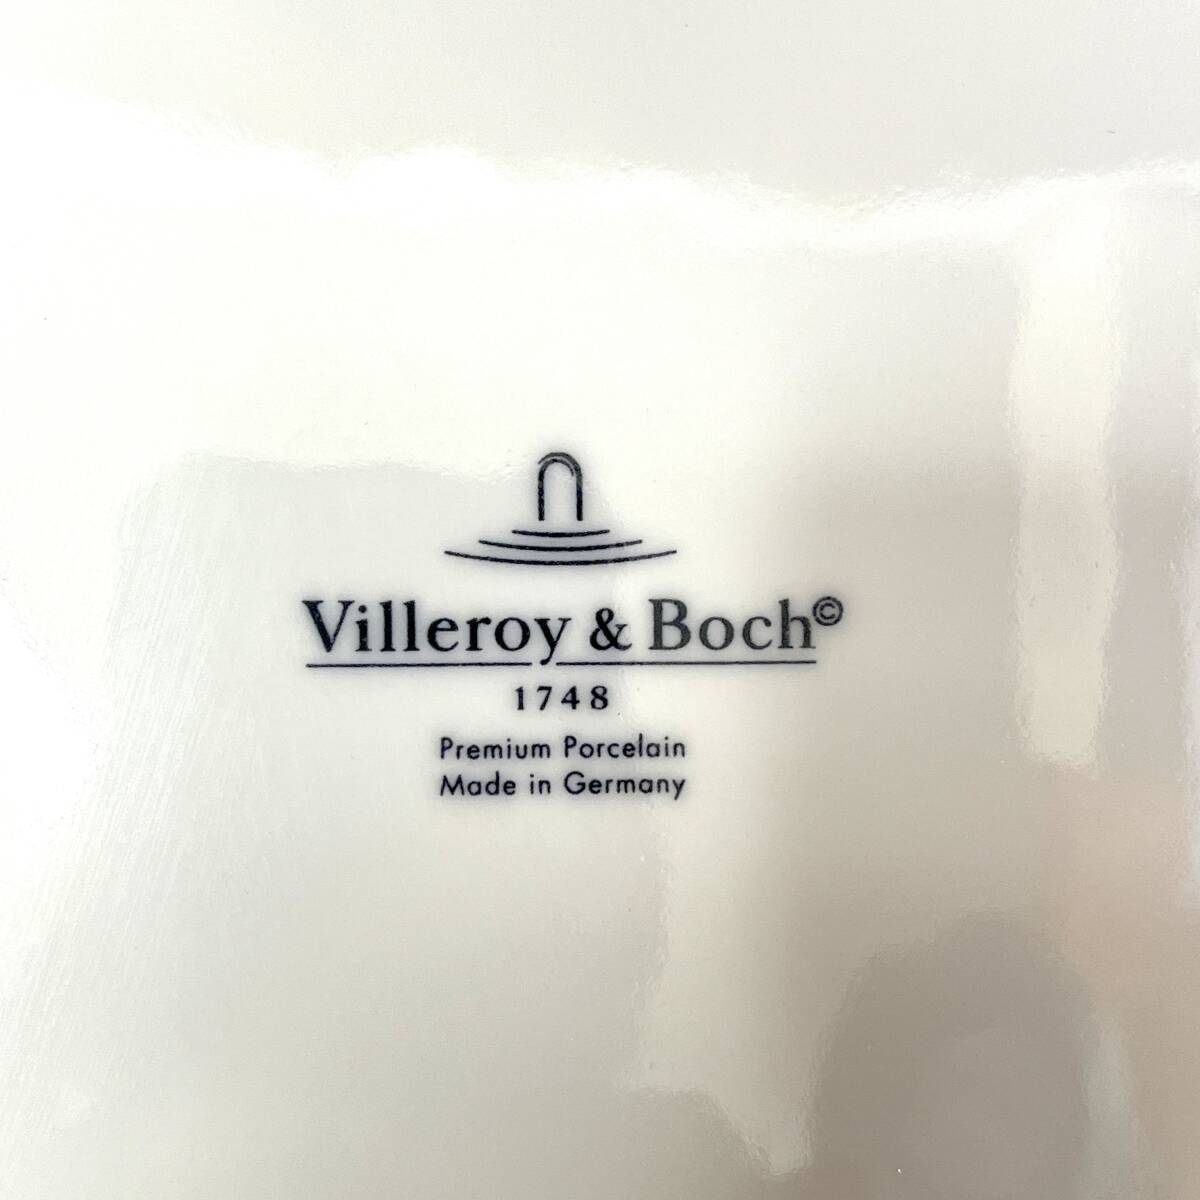 Villeroy & Boch©
1748
Premium Porcelain
Made in Germany